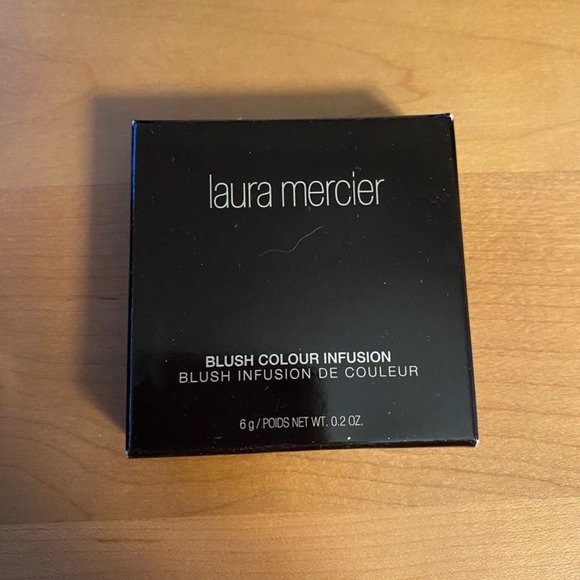 laura mercier
BLUSH COLOUR INFUSION
BLUSH INFUSION DE COULEUR
6 g / POIDS NET WT. 0.2 OZ.